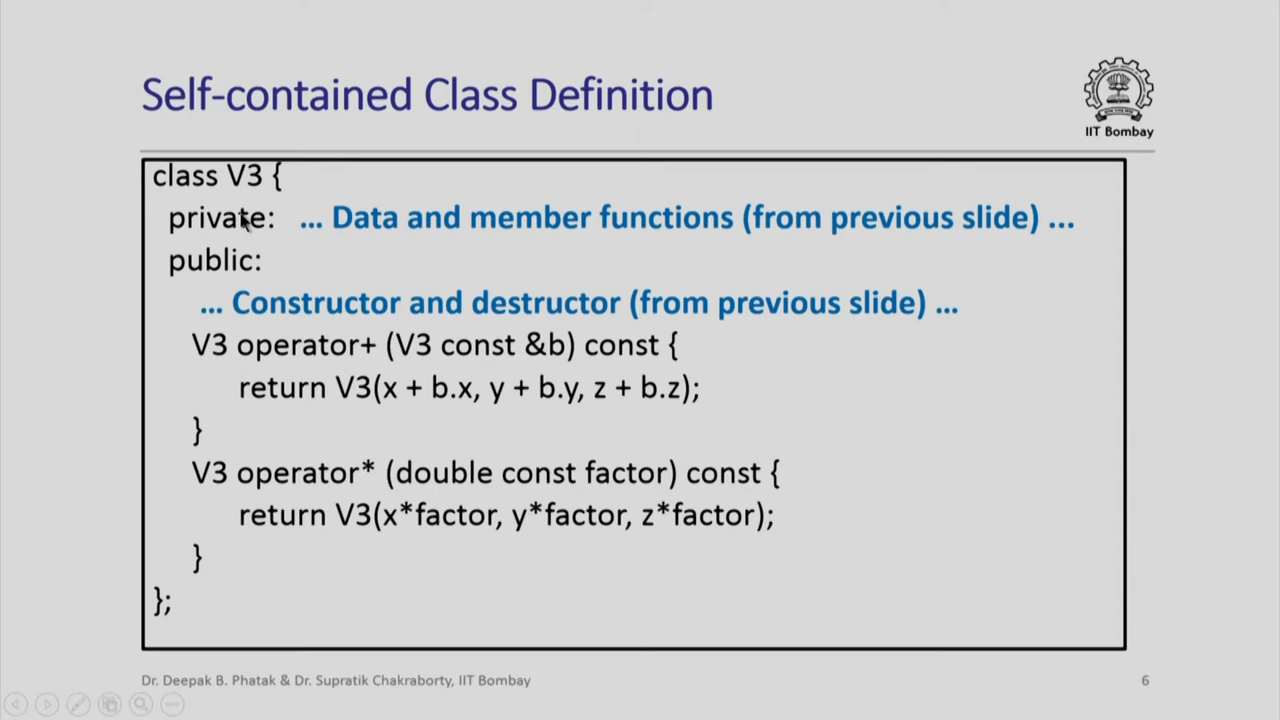 Self-contained Class Definition
IIT Bombay
class V3 {
private: ... Data and member functions (from previous slide) ...
public:
... Constructor and destructor (from previous slide) ...
V3 operator+ (V3 const &b) const {
return V3(x + b.x, y + b.y, z + b.z);
}
V3 operator* (double const factor) const {
return V3(x*factor, y*factor, z*factor);
}
};
Dr. Deepak B. Phatak & Dr. Supratik Chakraborty, IIT Bombay
6